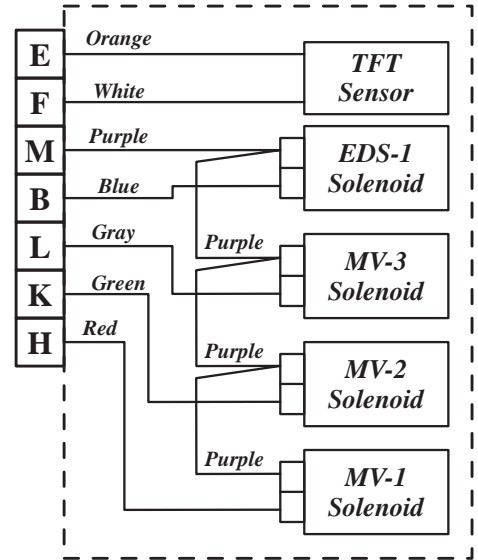 E
Orange
TFT
Sensor
F
White
M
Purple
EDS-1
Solenoid
B
Blue
L
Gray
Purple
MV-3
Solenoid
K
Green
H
Red
Purple
MV-2
Solenoid
Purple
MV-1
Solenoid